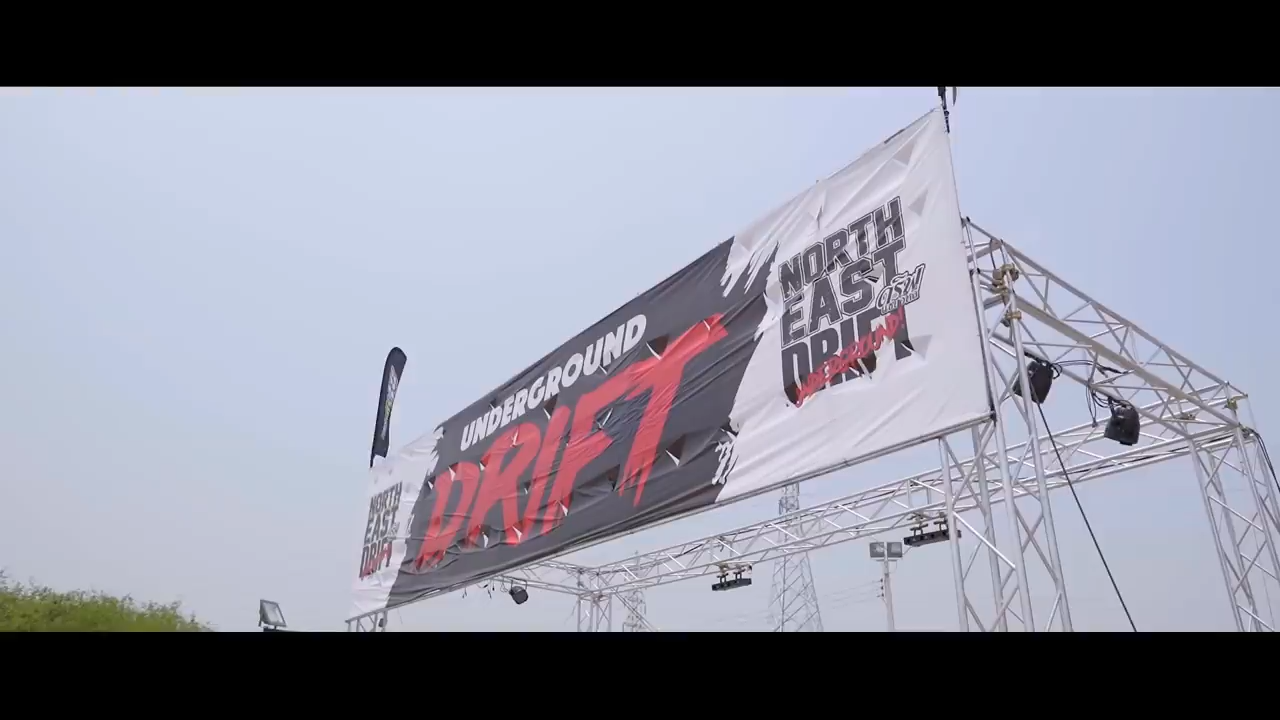 UNDERGROUND
DRIFT
NORTH
EAST
DRIFT
UNDERGROUND!
NORTH
EAST
DRIFT